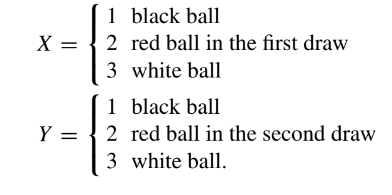 1 black ball
X = { 2 red ball in the first draw
3 white ball
1 black ball
Y = { 2 red ball in the second draw
3 white ball.